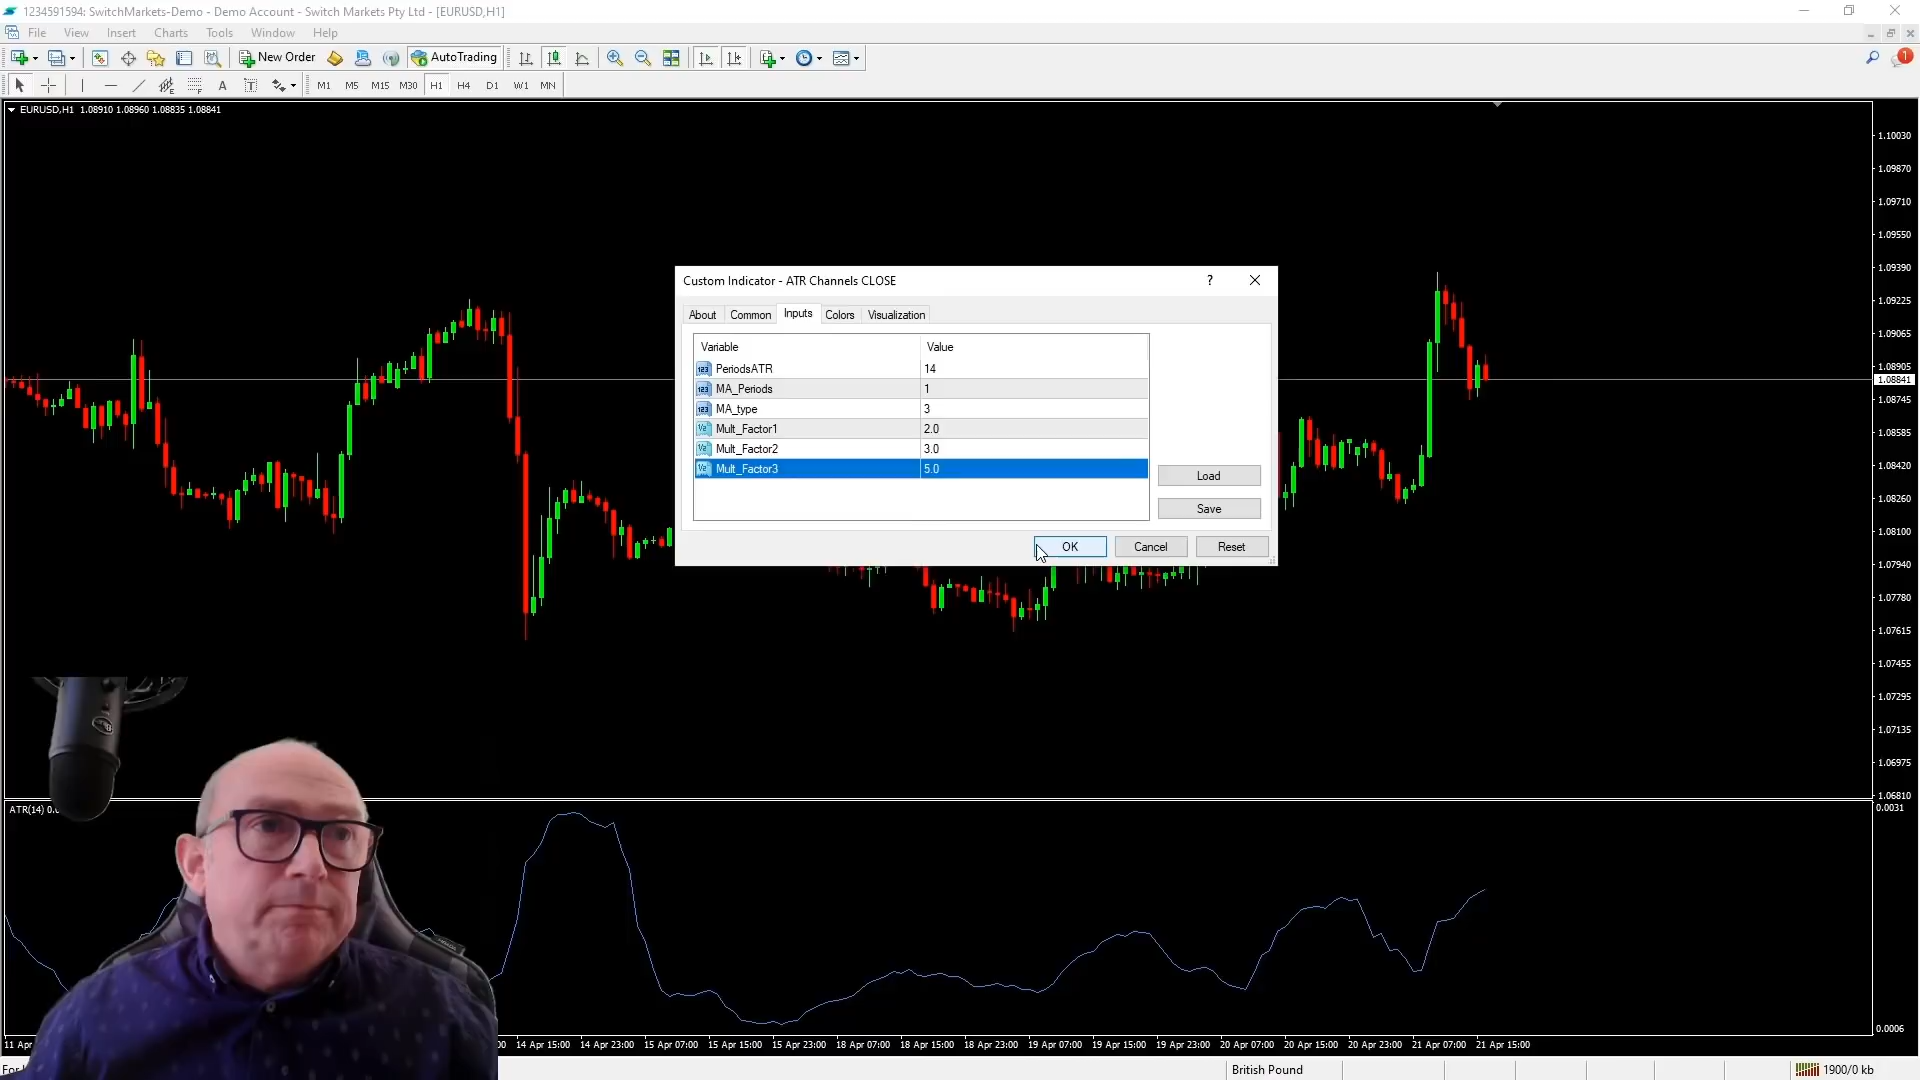 1234591594: SwitchMarkets-Demo - Demo Account - Switch Markets Pty Ltd - [EURUSD,H1]
File View Insert Charts Tools Window Help
New Order AutoTrading 1
A T M1 M5 M15 M30 H1 H4 D1 W1 MN
EURUSD,H1 1.08910 1.08960 1.08835 1.08841
1.10030
1.09870
1.09710
1.09550
1.09390
1.09225
1.09065
1.08905
1.08841
1.08745
1.08585
1.08420
1.08260
1.08100
1.07940
1.07780
1.07615
1.07455
1.07295
1.07135
1.06975
1.06810
Custom Indicator - ATR Channels CLOSE ?
About Common Inputs Colors Visualization
Variable Value
PeriodsATR 14
MA_Periods 1
MA_type 3
Mult_Factor1 2.0
Mult_Factor2 3.0
Mult_Factor3 5.0
Load
Save
OK Cancel Reset
ATR(14)
0.0031
0.0006
11 Apr 14 Apr 15:00 14 Apr 23:00 15 Apr 07:00 15 Apr 15:00 15 Apr 23:00 18 Apr 07:00 18 Apr 15:00 18 Apr 23:00 19 Apr 07:00 19 Apr 15:00 19 Apr 23:00 20 Apr 07:00 20 Apr 15:00 20 Apr 23:00 21 Apr 07:00 21 Apr 15:00
British Pound 1900/0 kb